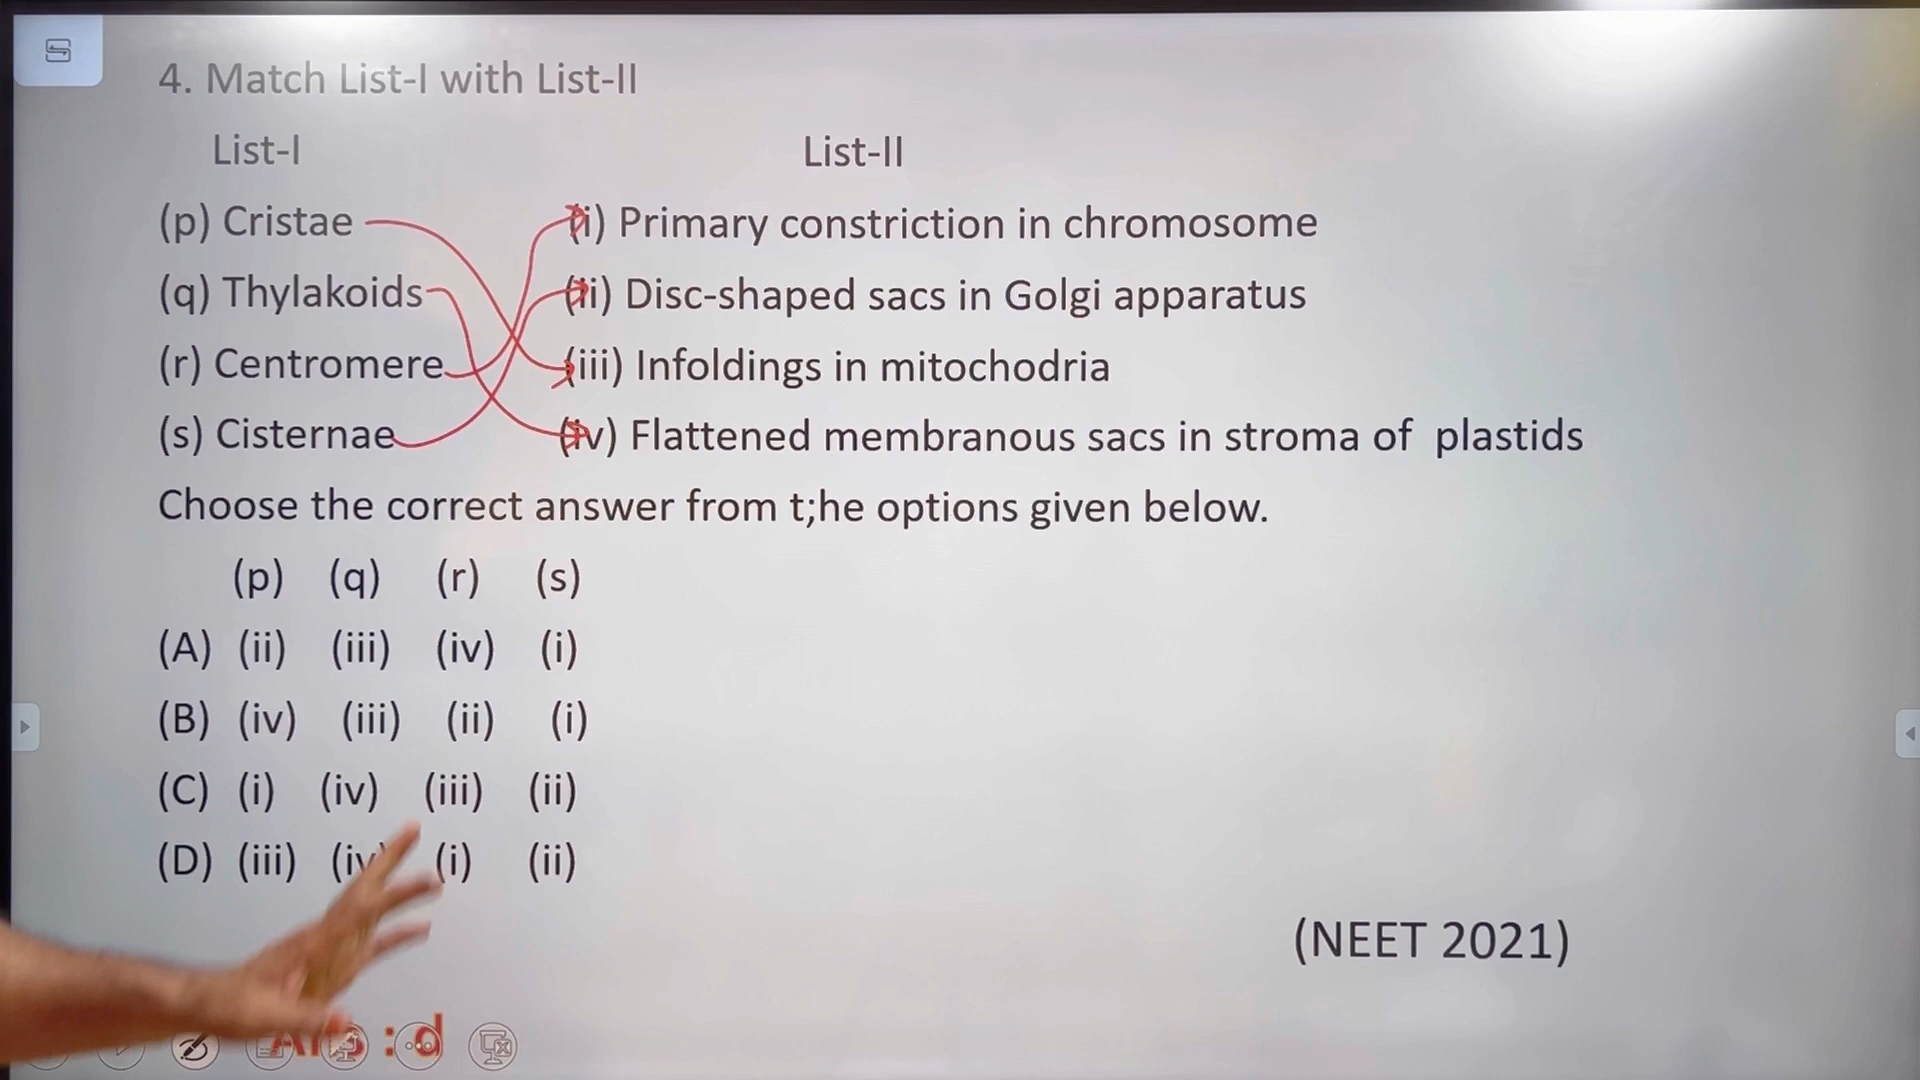 4. Match List-I with List-II
List-I List-II
(p) Cristae (i) Primary constriction in chromosome
(q) Thylakoids (ii) Disc-shaped sacs in Golgi apparatus
(r) Centromere (iii) Infoldings in mitochodria
(s) Cisternae (iv) Flattened membranous sacs in stroma of plastids
Choose the correct answer from t;he options given below.
(p) (q) (r) (s)
(A) (ii) (iii) (iv) (i)
(B) (iv) (iii) (ii) (i)
(C) (i) (iv) (iii) (ii)
(D) (iii) (iv) (i) (ii)
(NEET 2021)
Ans : d